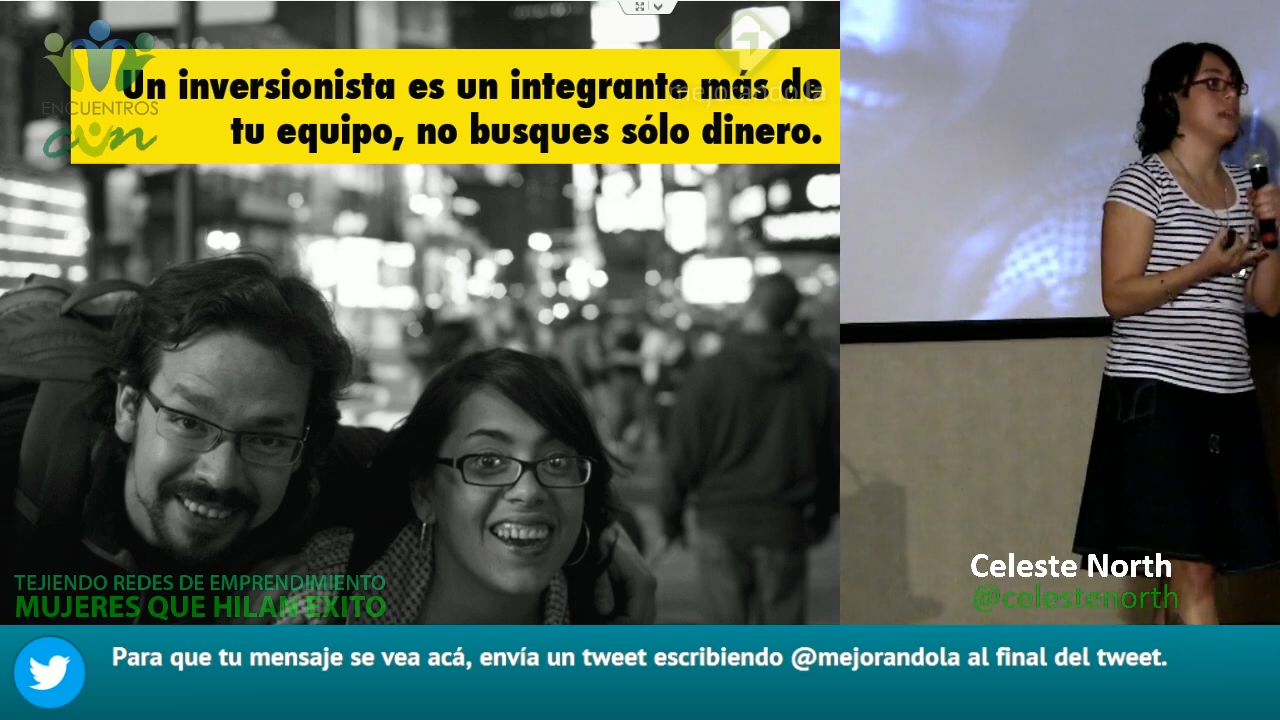 Un inversionista es un integrante más de
tu equipo, no busques sólo dinero.
mejorandola
ENCUENTROS
aun
TEJIENDO REDES DE EMPRENDIMIENTO
MUJERES QUE HILAN EXITO
Celeste North
@celestenorth
Para que tu mensaje se vea acá, envía un tweet escribiendo @mejorandola al final del tweet.